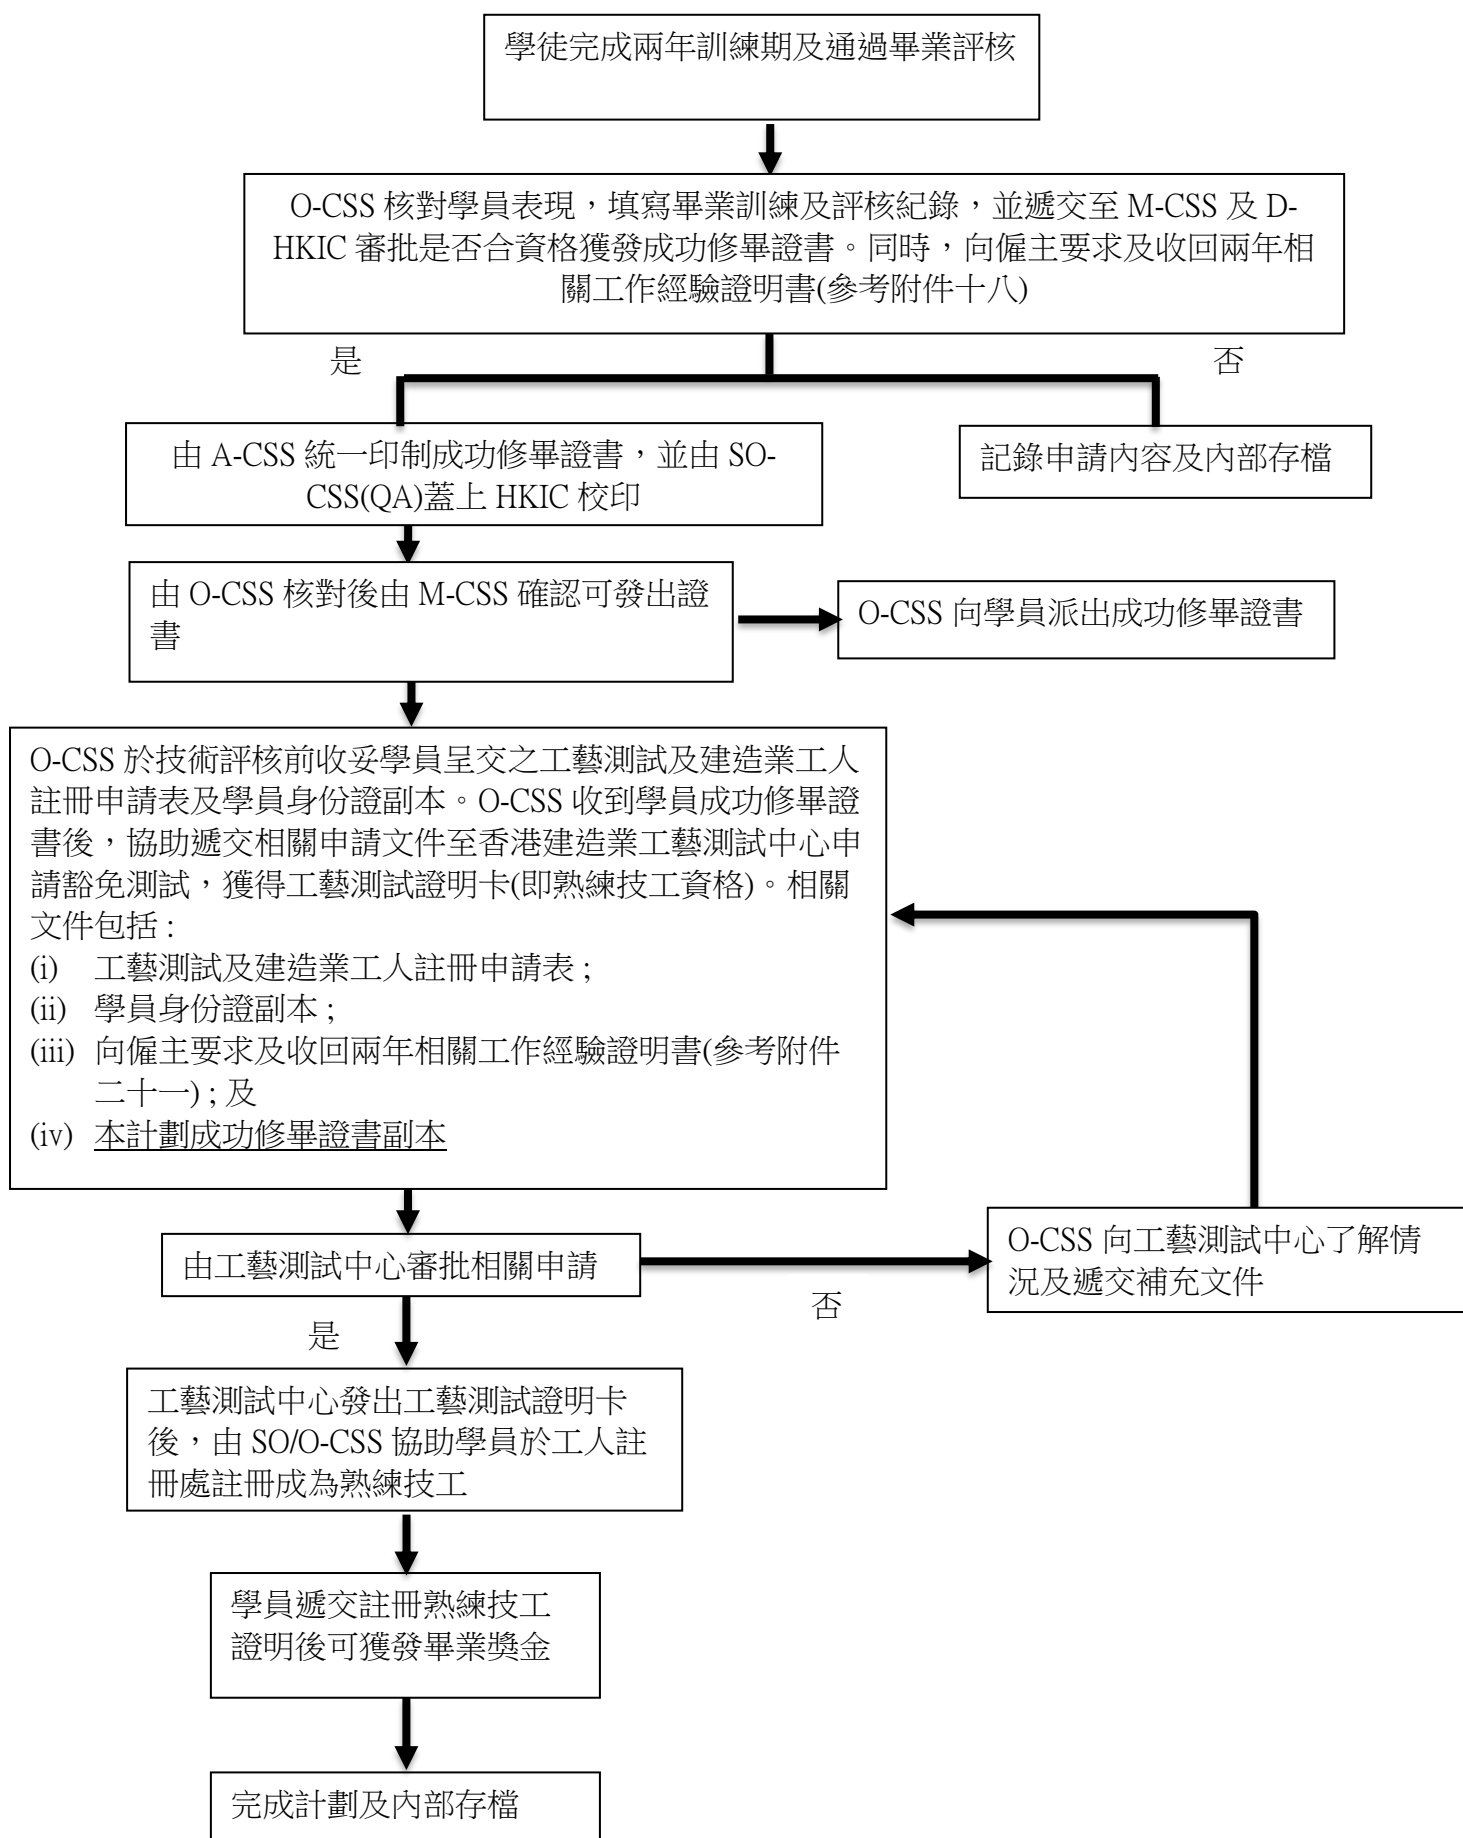 學徒完成兩年訓練期及通過畢業評核
O-CSS 核對學員表現，填寫畢業訓練及評核紀錄，並遞交至 M-CSS 及 D-
HKIC 審批是否合資格獲發成功修畢證書。同時，向僱主要求及收回兩年相
關工作經驗證明書(參考附件十八)
是
否
由 A-CSS 統一印制成功修畢證書，並由 SO-
CSS(QA)蓋上 HKIC 校印
記錄申請內容及內部存檔
由 O-CSS 核對後由 M-CSS 確認可發出證
書
O-CSS 向學員派出成功修畢證書
O-CSS 於技術評核前收妥學員呈交之工藝測試及建造業工人
註冊申請表及學員身份證副本。O-CSS 收到學員成功修畢證
書後，協助遞交相關申請文件至香港建造業工藝測試中心申
請豁免測試，獲得工藝測試證明卡(即熟練技工資格)。相關
文件包括 :
(i) 工藝測試及建造業工人註冊申請表 ;
(ii) 學員身份證副本 ;
(iii) 向僱主要求及收回兩年相關工作經驗證明書(參考附件
二十一) ; 及
(iv) 本計劃成功修畢證書副本
由工藝測試中心審批相關申請
O-CSS 向工藝測試中心了解情
況及遞交補充文件
否
是
工藝測試中心發出工藝測試證明卡
後，由 SO/O-CSS 協助學員於工人註
冊處註冊成為熟練技工
學員遞交註冊熟練技工
證明後可獲發畢業獎金
完成計劃及內部存檔